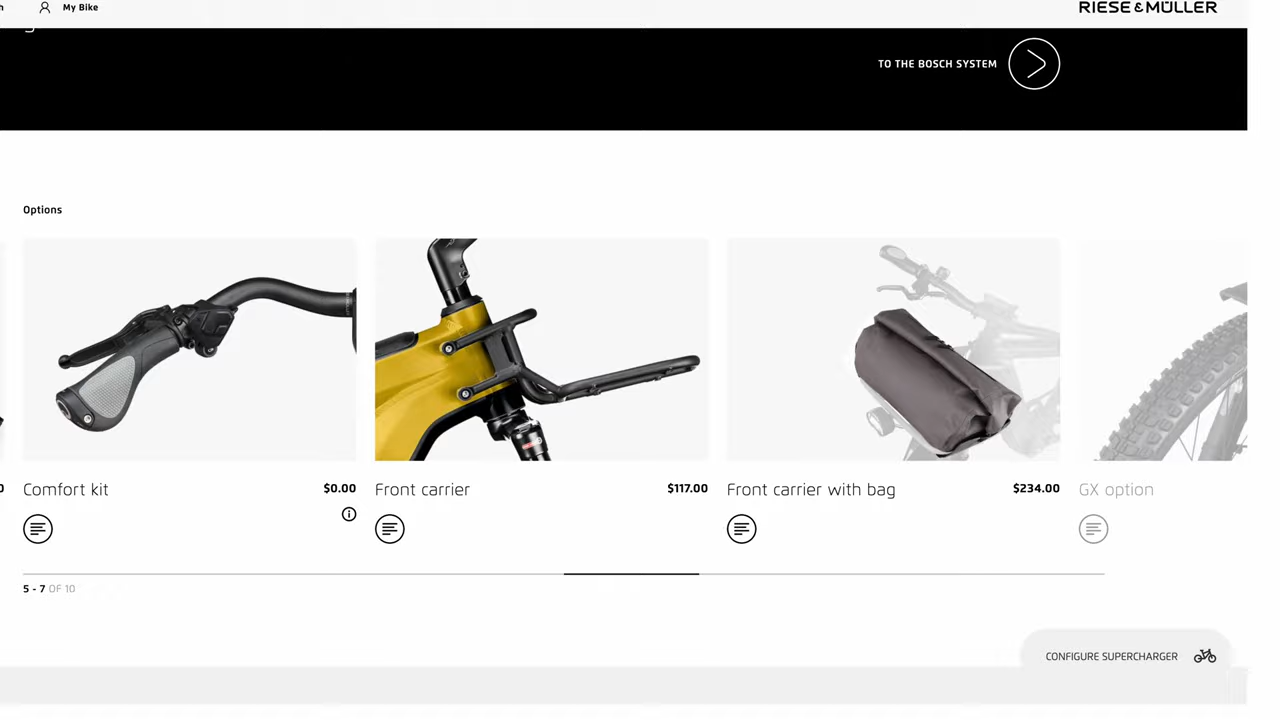 My Bike
RIESE & MÜLLER
TO THE BOSCH SYSTEM
Options
Comfort kit
$0.00
Front carrier
$117.00
Front carrier with bag
$234.00
GX option
5 - 7 OF 10
CONFIGURE SUPERCHARGER